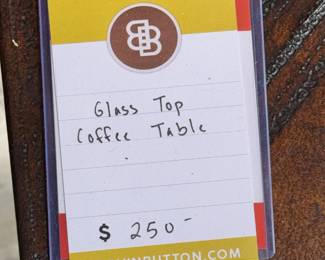 Glass Top
Coffee Table
$ 250-